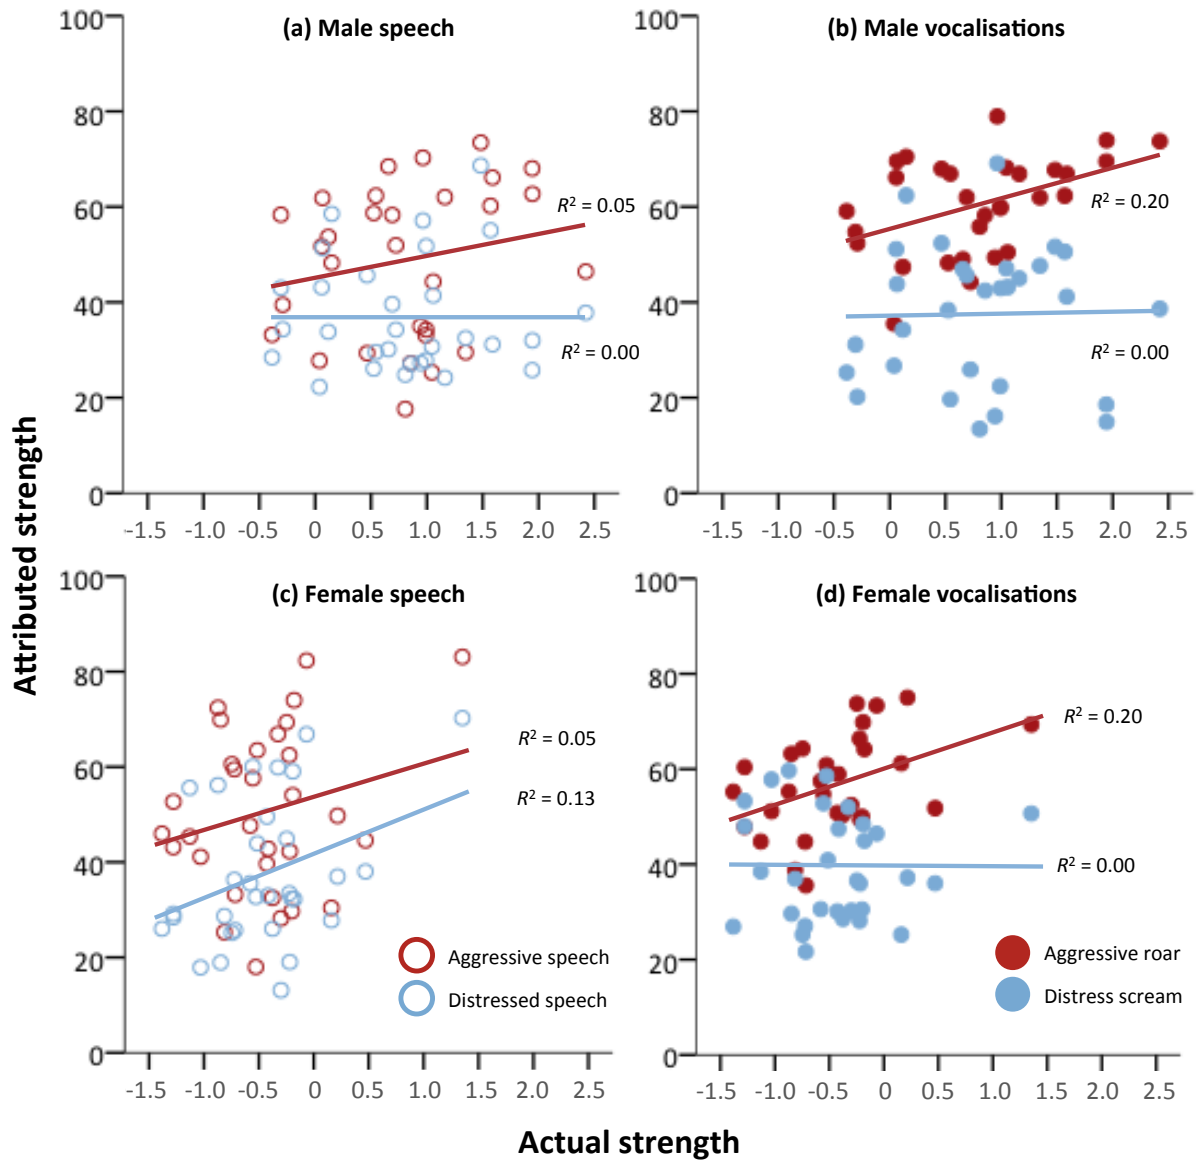 (a) Male speech
100
80
60
40
20
0
R² = 0.05
R² = 0.00
-1.5 -1.0 -0.5 0 0.5 1.0 1.5 2.0 2.5
(b) Male vocalisations
100
80
60
40
20
0
R² = 0.20
R² = 0.00
-1.5 -1.0 -0.5 0 0.5 1.0 1.5 2.0 2.5
Attributed strength
(c) Female speech
100
80
60
40
20
0
R² = 0.05
R² = 0.13
Aggressive speech
Distressed speech
-1.5 -1.0 -0.5 0 0.5 1.0 1.5 2.0 2.5
(d) Female vocalisations
100
80
60
40
20
0
R² = 0.20
R² = 0.00
Aggressive roar
Distress scream
-1.5 -1.0 -0.5 0 0.5 1.0 1.5 2.0 2.5
Actual strength